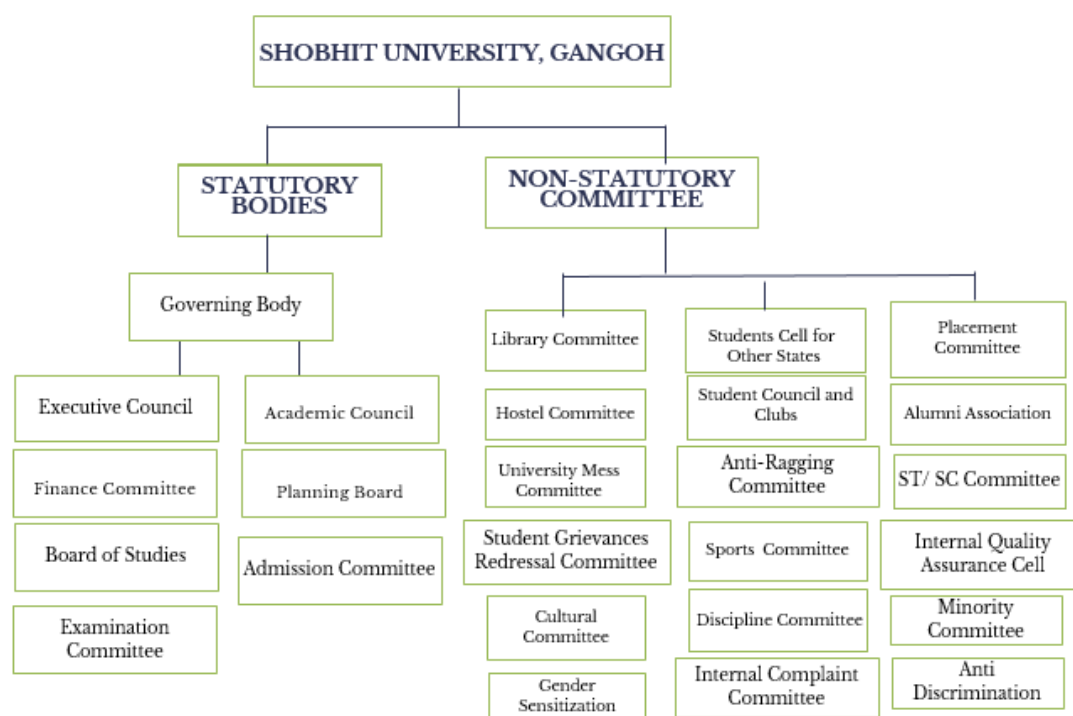 SHOBHIT UNIVERSITY, GANGOH
STATUTORY
BODIES
NON-STATUTORY
COMMITTEE
Governing Body
Executive Council
Finance Committee
Board of Studies
Examination
Committee
Academic Council
Planning Board
Admission Committee
Library Committee
Hostel Committee
University Mess
Committee
Student Grievances
Redressal Committee
Cultural
Committee
Gender
Sensitization
Students Cell for
Other States
Student Council and
Clubs
Anti-Ragging
Committee
Sports Committee
Discipline Committee
Internal Complaint
Committee
Placement
Committee
Alumni Association
ST/ SC Committee
Internal Quality
Assurance Cell
Minority
Committee
Anti
Discrimination